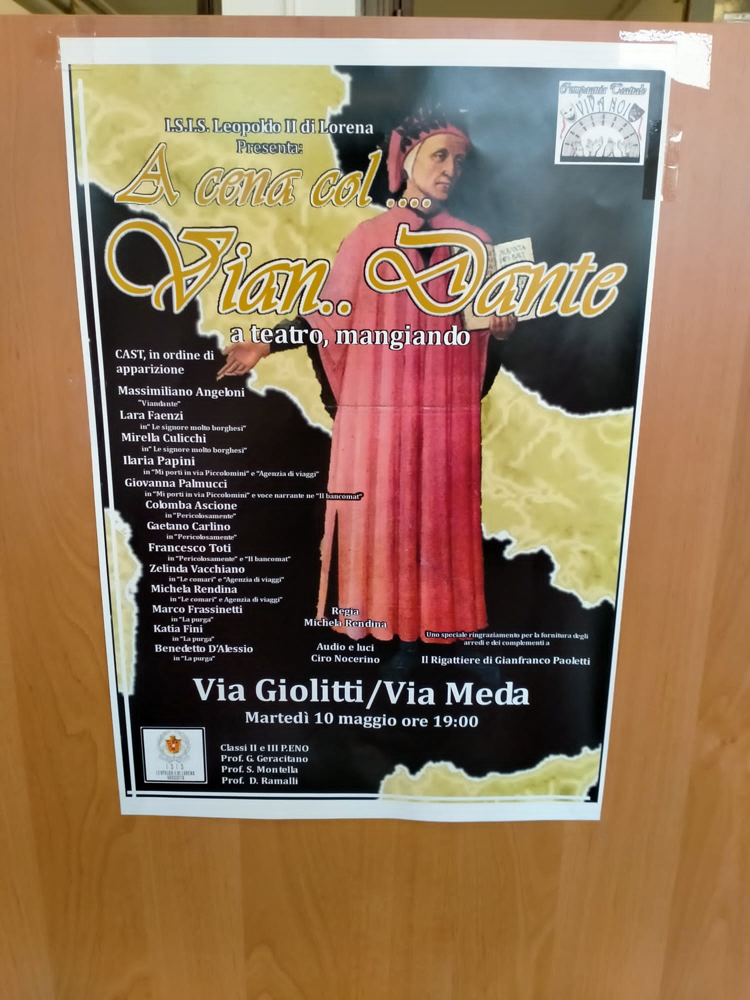 Compagnia Teatrale
VIVA NOI
I.S.I.S. Leopoldo II di Lorena
Presenta:
A cena col ....
Vian.. Dante
a teatro, mangiando
CAST, in ordine di
apparizione
Massimiliano Angeloni
"Viandante"
Lara Faenzi
in" Le signore molto borghesi"
Mirella Culicchi
in" Le signore molto borghesi"
Ilaria Papini
in "Mi porti in via Piccolomini" e "Agenzia di viaggi"
Giovanna Palmucci
in "Mi porti in via Piccolomini" e voce narrante ne "Il bancomat"
Colomba Ascione
in "Pericolosamente"
Gaetano Carlino
in "Pericolosamente"
Francesco Toti
in "Pericolosamente" e "Il bancomat"
Zelinda Vacchiano
in "Le comari" e "Agenzia di viaggi"
Michela Rendina
in "Le comari" e Agenzia di viaggi"
Marco Frassinetti
in "La purga"
Katia Fini
in "La purga"
Benedetto D'Alessio
in "La purga"
Regia
Michela Rendina
Audio e luci
Ciro Nocerino
Uno speciale ringraziamento per la fornitura degli
arredi e dei complementi a
Il Rigattiere di Gianfranco Paoletti
Via Giolitti/Via Meda
Martedì 10 maggio ore 19:00
I S I S
LEOPOLDO II DI LORENA
GROSSETO
Classi II e III P.ENO
Prof. G. Geracitano
Prof. S. Montella
Prof. D. Ramalli